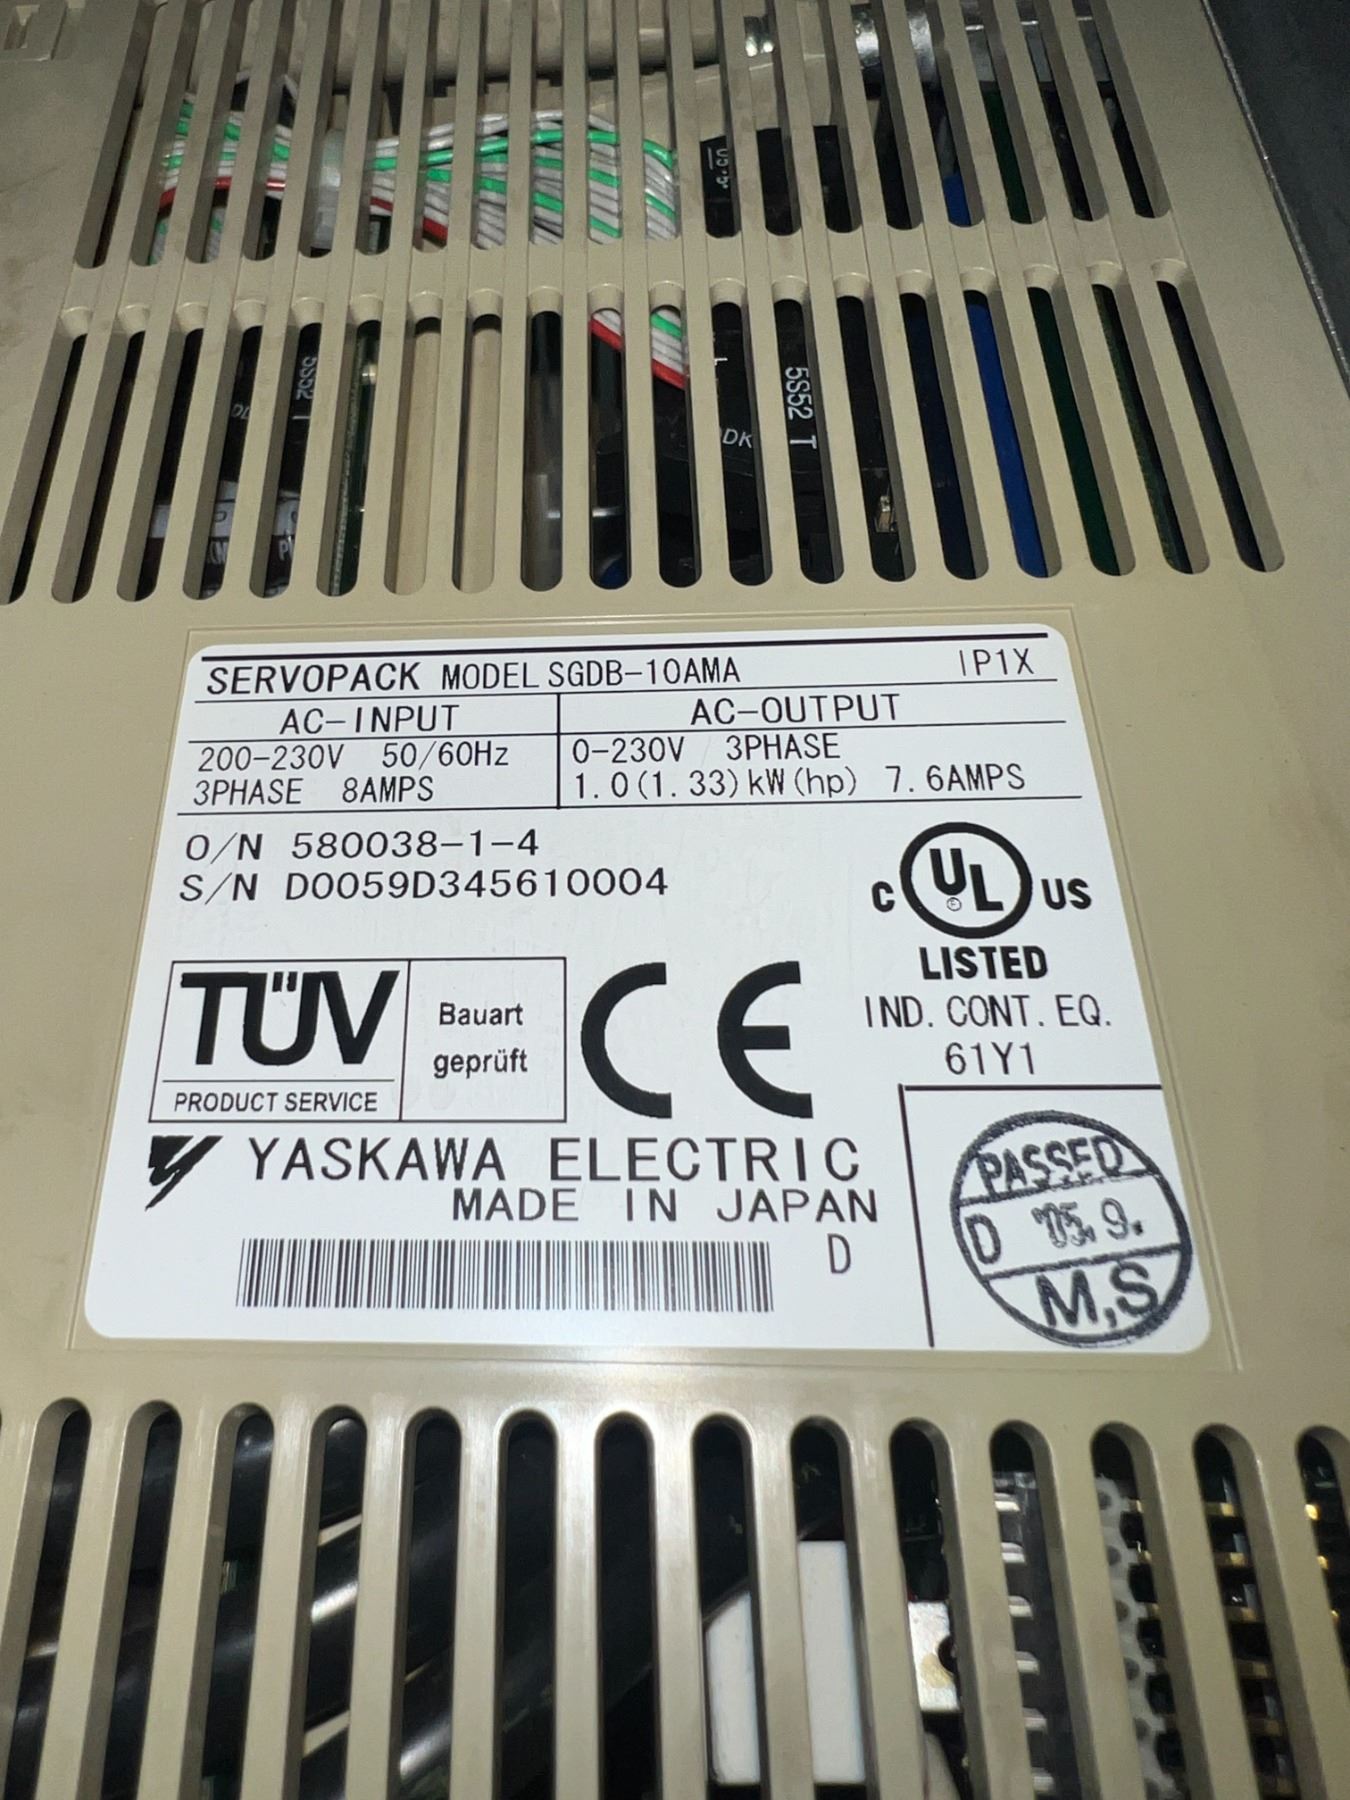 5S52 T
5S52 T
DK
SERVOPACK MODEL SGDB-10AMA IP1X
AC-INPUT AC-OUTPUT
200-230V 50/60Hz 0-230V 3PHASE
3PHASE 8AMPS 1.0(1.33)kW(hp) 7.6AMPS
O/N 580038-1-4
S/N D0059D345610004
C UL US
LISTED
IND. CONT. EQ.
61Y1
TÜV
PRODUCT SERVICE
Bauart
geprüft
CE
YASKAWA ELECTRIC
MADE IN JAPAN
D
PASSED
D '05.9.
M,S